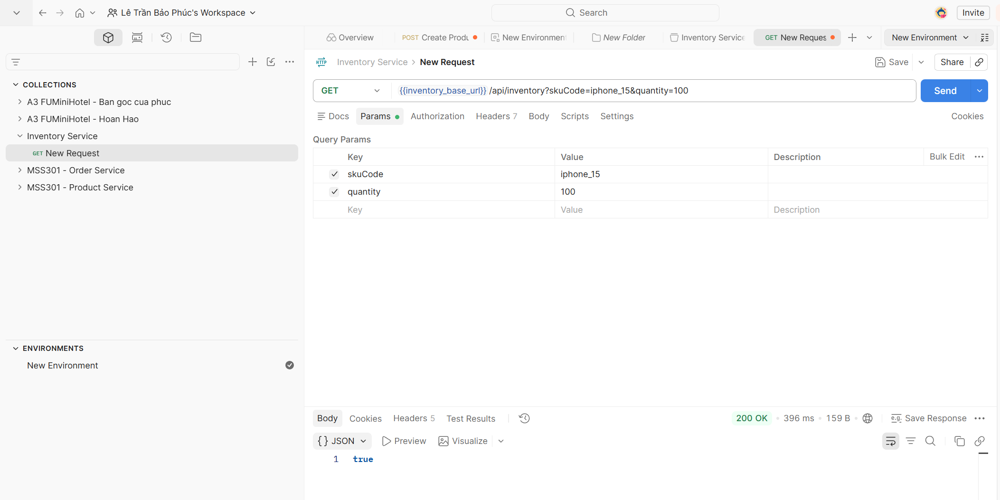 Lê Trần Bảo Phúc's Workspace
Search
Invite
Overview
POST Create Produ
New Environment
New Folder
Inventory Service
GET New Reques
New Environment
Inventory Service > New Request
Save
Share
COLLECTIONS
A3 FUMiniHotel - Ban goc cua phuc
A3 FUMiniHotel - Hoan Hao
Inventory Service
GET New Request
MSS301 - Order Service
MSS301 - Product Service
ENVIRONMENTS
New Environment
HTTP
GET
{{inventory_base_url}} /api/inventory?skuCode=iphone_15&quantity=100
Send
Docs Params Authorization Headers 7 Body Scripts Settings
Cookies
Query Params
Key Value Description Bulk Edit
skuCode iphone_15
quantity 100
Key Value Description
Body Cookies Headers 5 Test Results
200 OK 396 ms 159 B
e.g. Save Response
{} JSON Preview Visualize
1 true